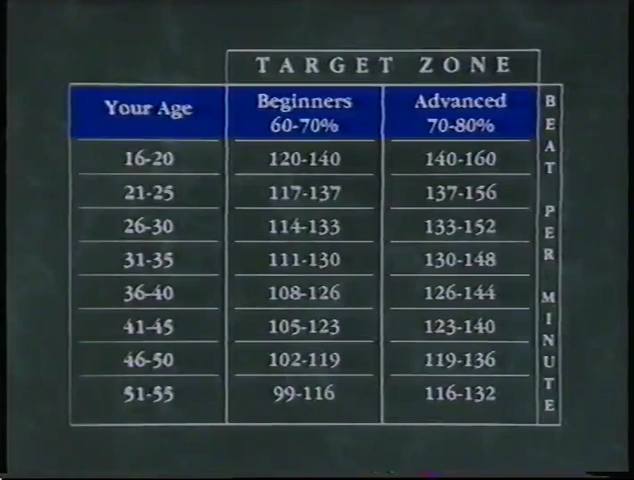 TARGET ZONE
Your Age Beginners 60-70% Advanced 70-80%
16-20 120-140 140-160
21-25 117-137 137-156
26-30 114-133 133-152
31-35 111-130 130-148
36-40 108-126 126-144
41-45 105-123 123-140
46-50 102-119 119-136
51-55 99-116 116-132
BEAT PER MINUTE